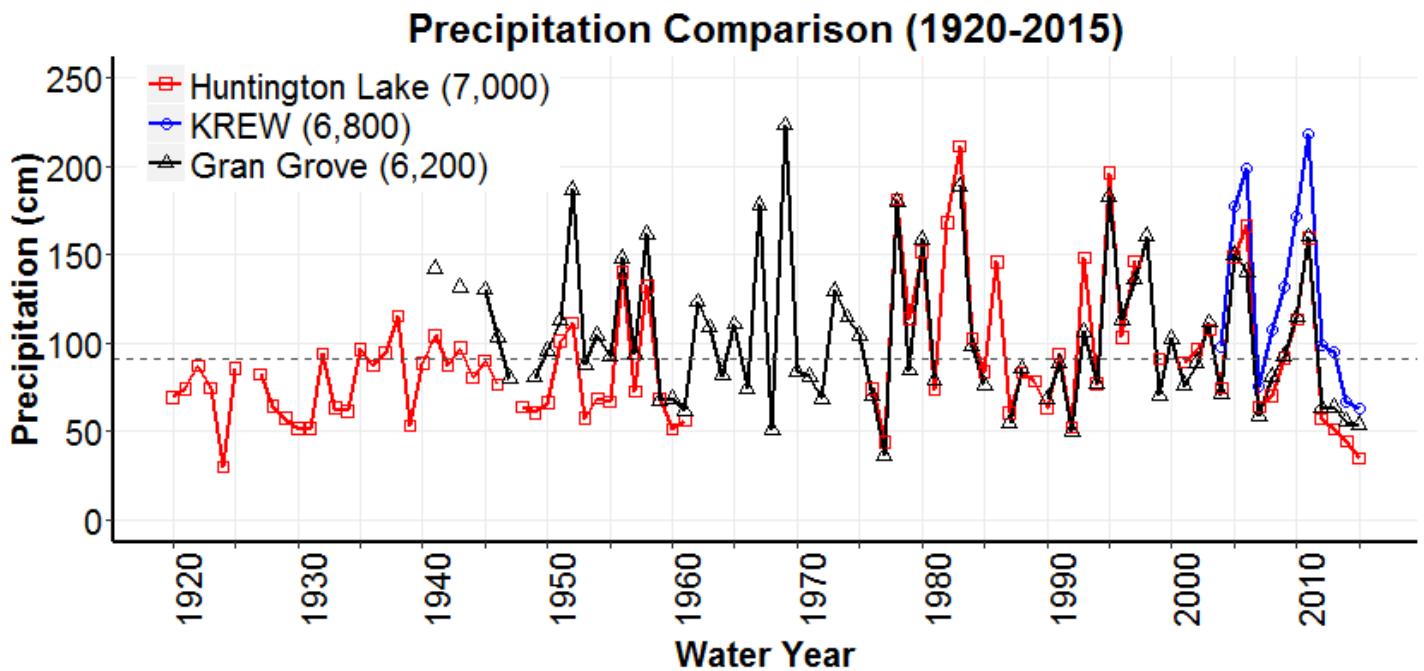 Precipitation Comparison (1920-2015)
Huntington Lake (7,000)
KREW (6,800)
Gran Grove (6,200)
Precipitation (cm)
250
200
150
100
50
0
1920
1930
1940
1950
1960
1970
1980
1990
2000
2010
Water Year